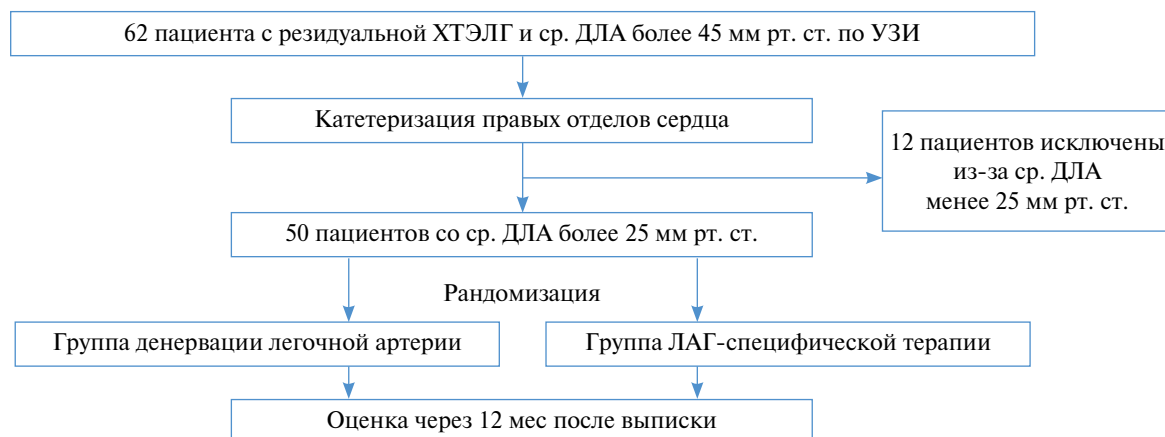 62 пациента с резидуальной ХТЭЛГ и ср. ДЛА более 45 мм рт. ст. по УЗИ
Катетеризация правых отделов сердца
12 пациентов исключены
из-за ср. ДЛА
менее 25 мм рт. ст.
50 пациентов со ср. ДЛА более 25 мм рт. ст.
Рандомизация
Группа денервации легочной артерии
Группа ЛАГ-специфической терапии
Оценка через 12 мес после выписки